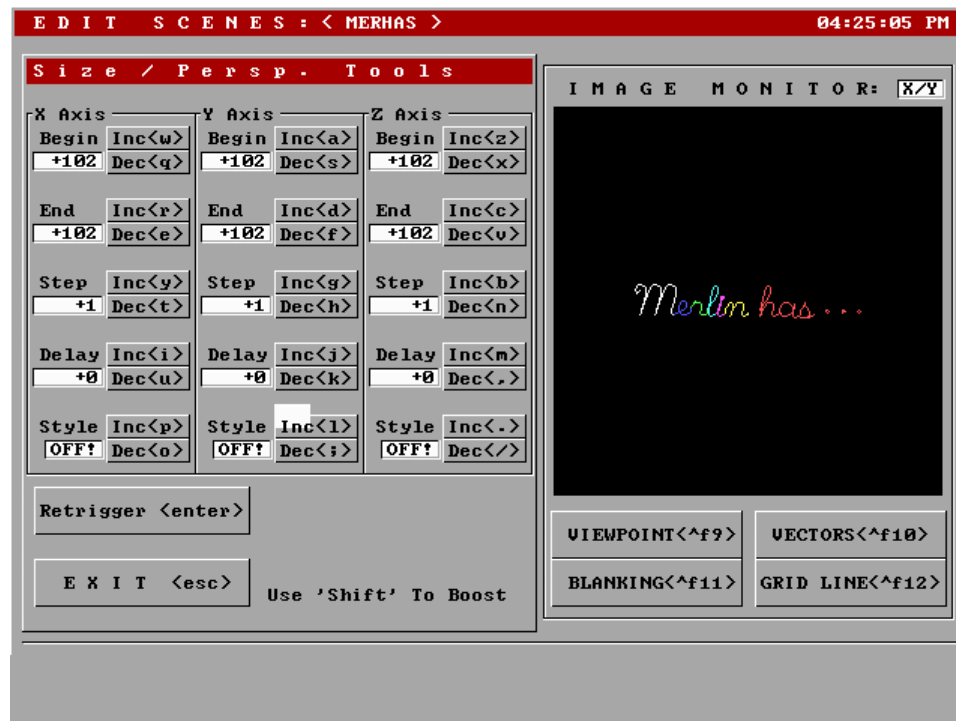 E D I T   S C E N E S : < MERHAS >   04:25:05 PM
S i z e / P e r s p . T o o l s
I M A G E   M O N I T O R: X/Y
X Axis   Y Axis   Z Axis
Begin Inc<w>   Begin Inc<a>   Begin Inc<z>
+102 Dec<q>   +102 Dec<s>   +102 Dec<x>
End Inc<r>   End Inc<d>   End Inc<c>
+102 Dec<e>   +102 Dec<f>   +102 Dec<v>
Step Inc<y>   Step Inc<g>   Step Inc<b>
+1 Dec<t>   +1 Dec<h>   +1 Dec<n>
Delay Inc<i>   Delay Inc<j>   Delay Inc<m>
+0 Dec<u>   +0 Dec<k>   +0 Dec<,>
Style Inc<p>   Style Inc<l>   Style Inc<.>
OFF! Dec<o>   OFF! Dec<;>   OFF! Dec</>
Retrigger <enter>
E X I T <esc>
Use 'Shift' To Boost
Merlin has ...
VIEWPOINT<^f9>   VECTORS<^f10>
BLANKING<^f11>   GRID LINE<^f12>